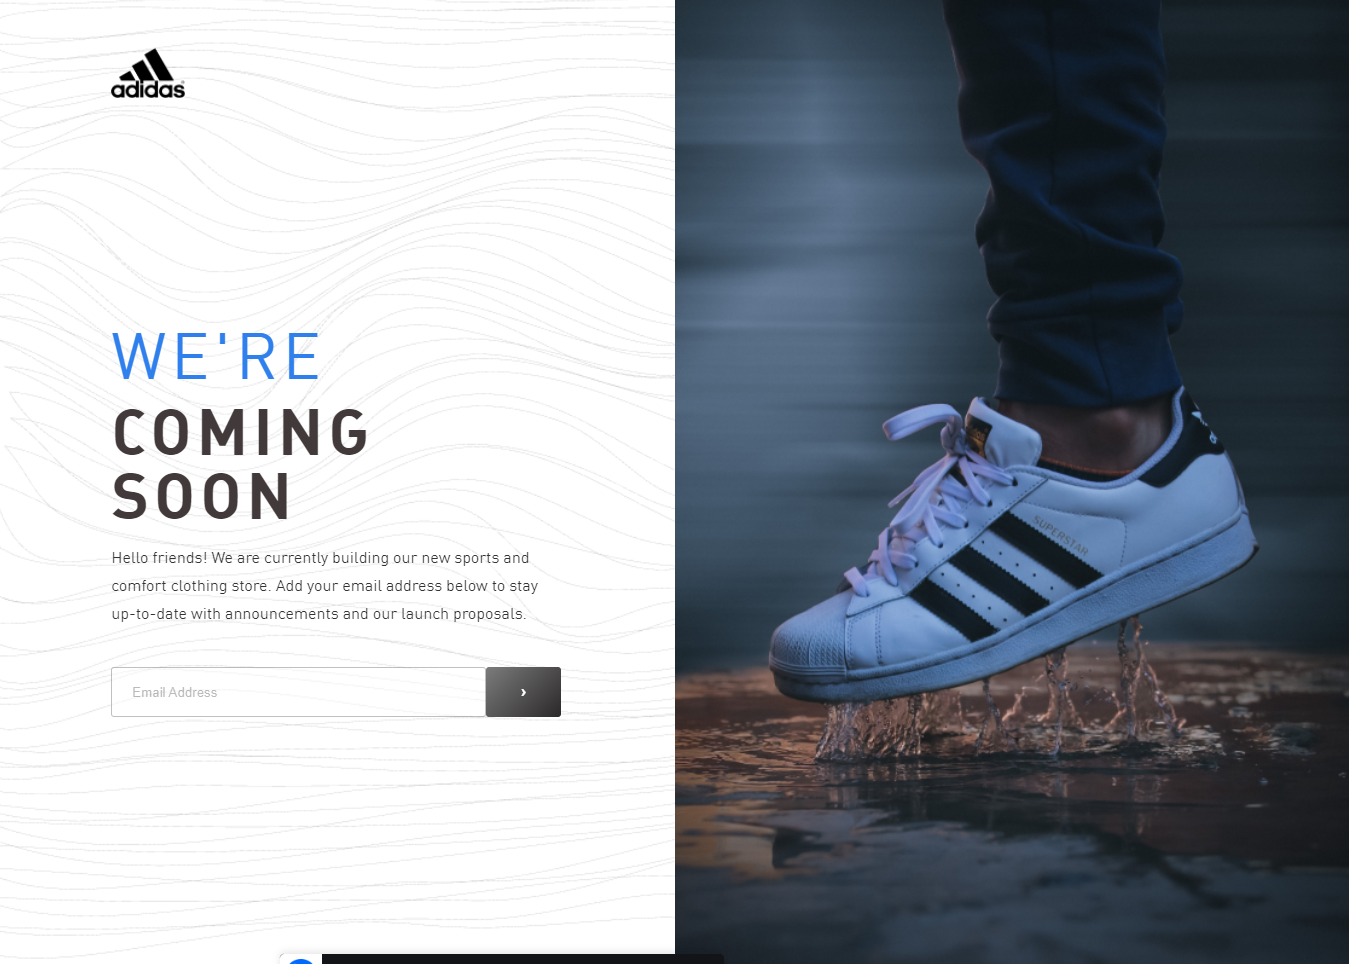 adidas
WE'RE
COMING
SOON
Hello friends! We are currently building our new sports and
comfort clothing store. Add your email address below to stay
up-to-date with announcements and our launch proposals.
Email Address
›
SUPERSTAR